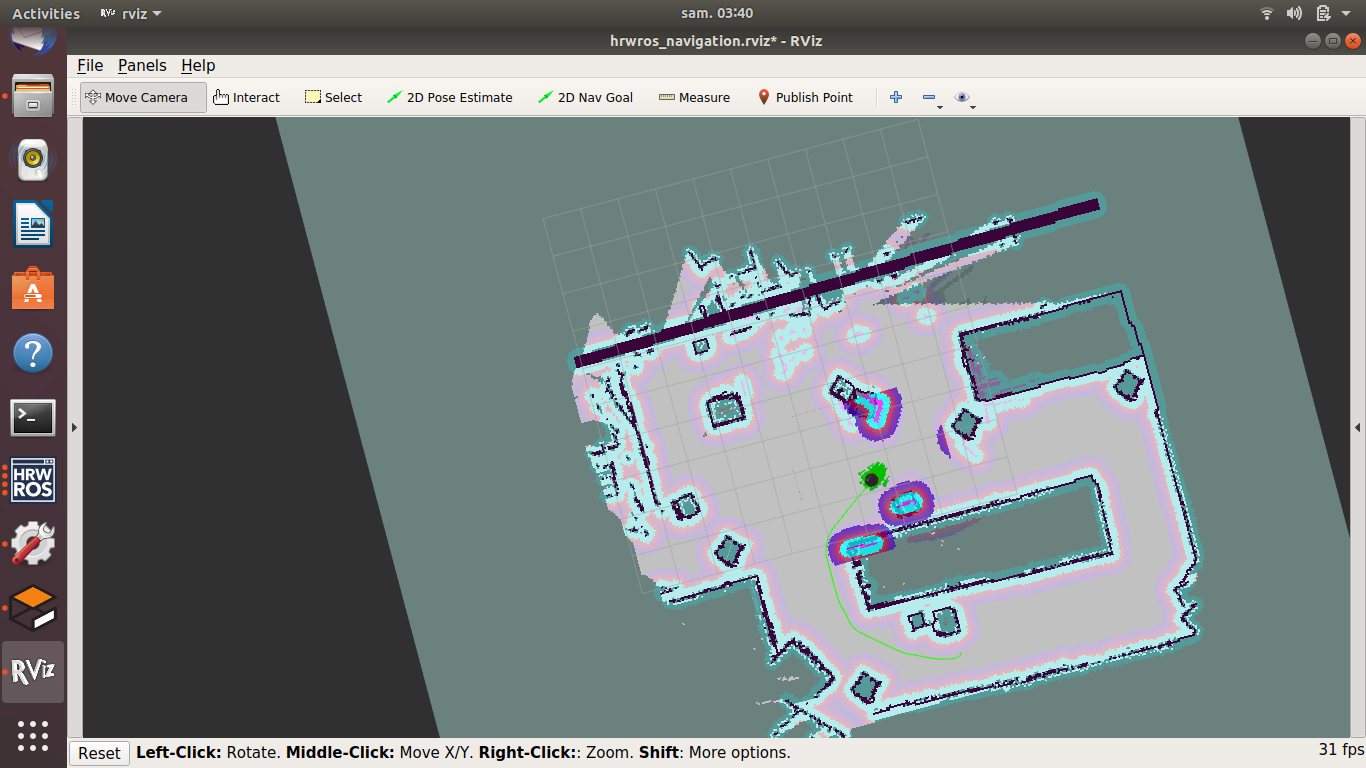 Activities RViz rviz sam. 03:40
hrwros_navigation.rviz* - RViz
File Panels Help
Move Camera Interact Select 2D Pose Estimate 2D Nav Goal Measure Publish Point
HRW
ROS
RViz
Reset Left-Click: Rotate. Middle-Click: Move X/Y. Right-Click:: Zoom. Shift: More options. 31 fps